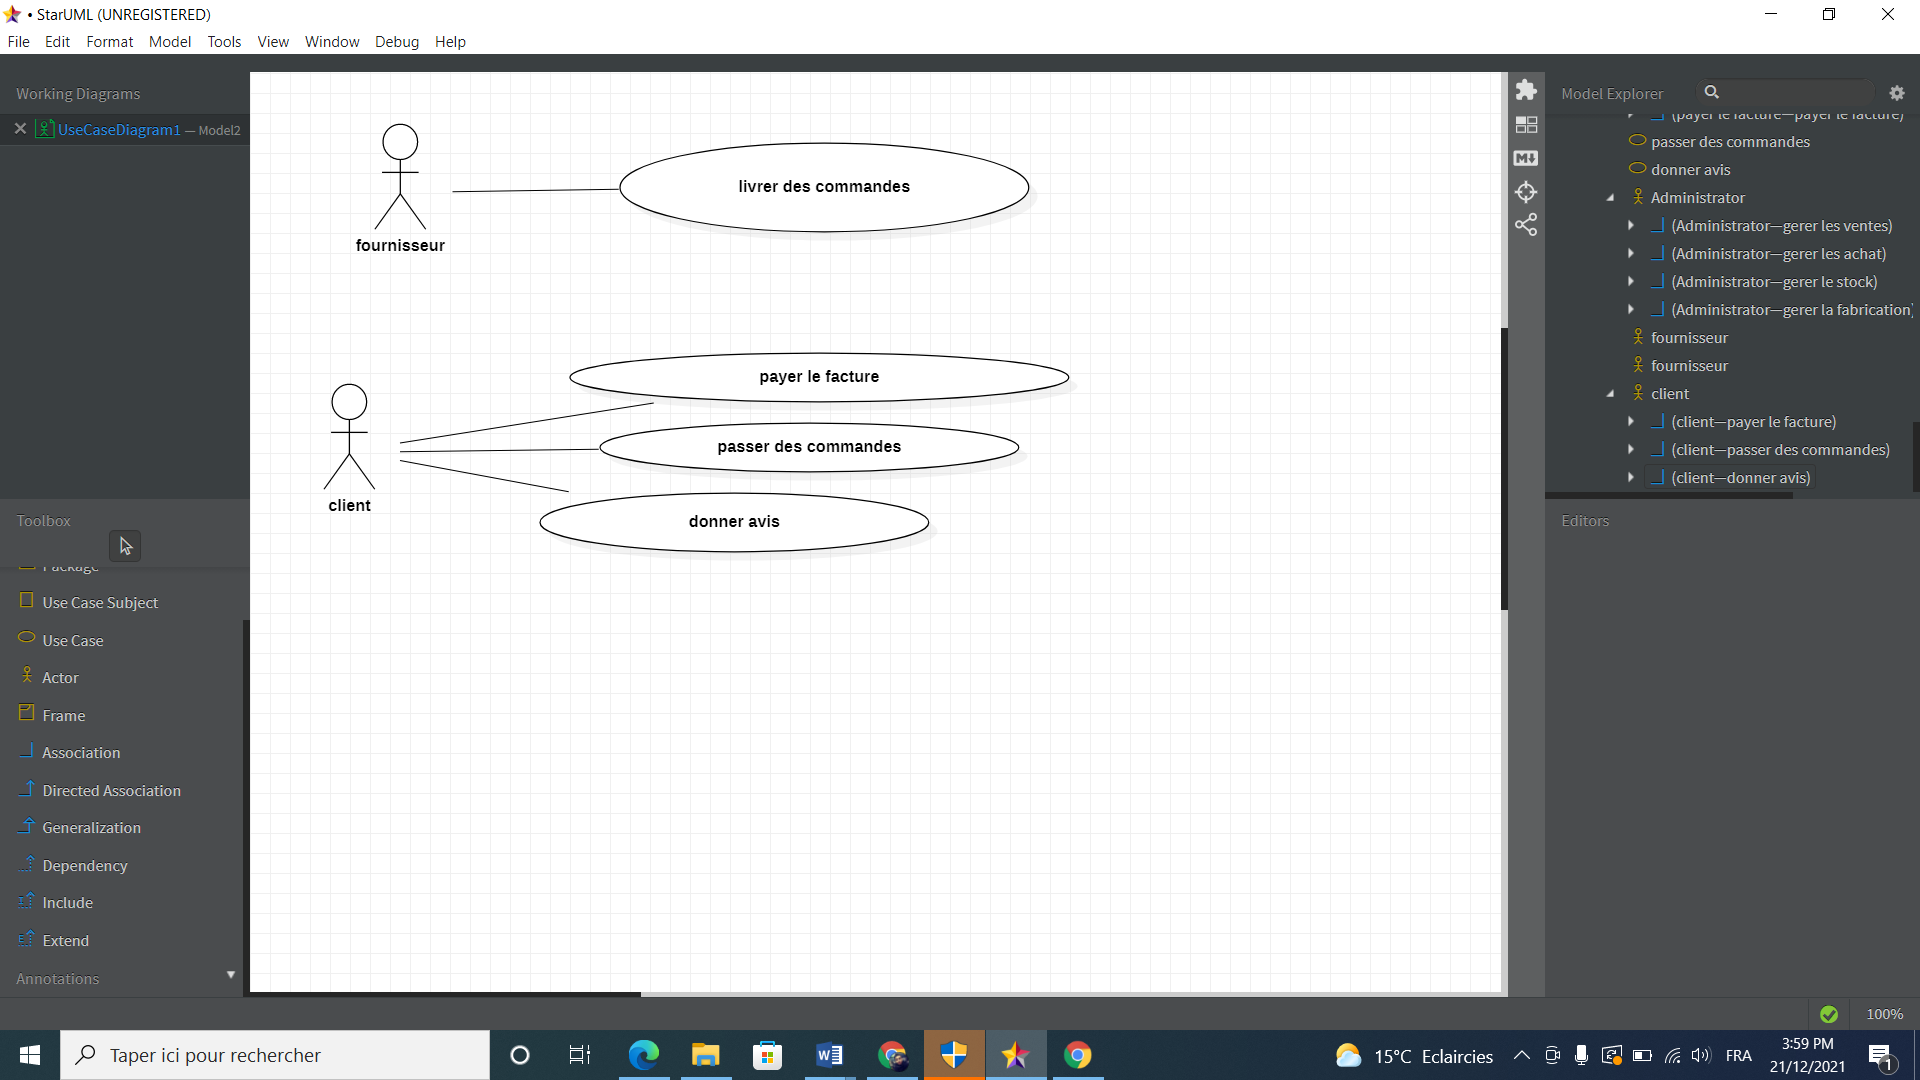 • StarUML (UNREGISTERED)
File Edit Format Model Tools View Window Debug Help
Working Diagrams
UseCaseDiagram1 — Model2
Toolbox
Package
Use Case Subject
Use Case
Actor
Frame
Association
Directed Association
Generalization
Dependency
Include
Extend
Annotations
fournisseur
livrer des commandes
payer le facture
passer des commandes
donner avis
client
Model Explorer
(payer le facture—payer le facture)
passer des commandes
donner avis
Administrator
(Administrator—gerer les ventes)
(Administrator—gerer les achat)
(Administrator—gerer le stock)
(Administrator—gerer la fabrication)
fournisseur
fournisseur
client
(client—payer le facture)
(client—passer des commandes)
(client—donner avis)
Editors
100%
Taper ici pour rechercher
15°C Eclaircies
FRA
3:59 PM
21/12/2021
1